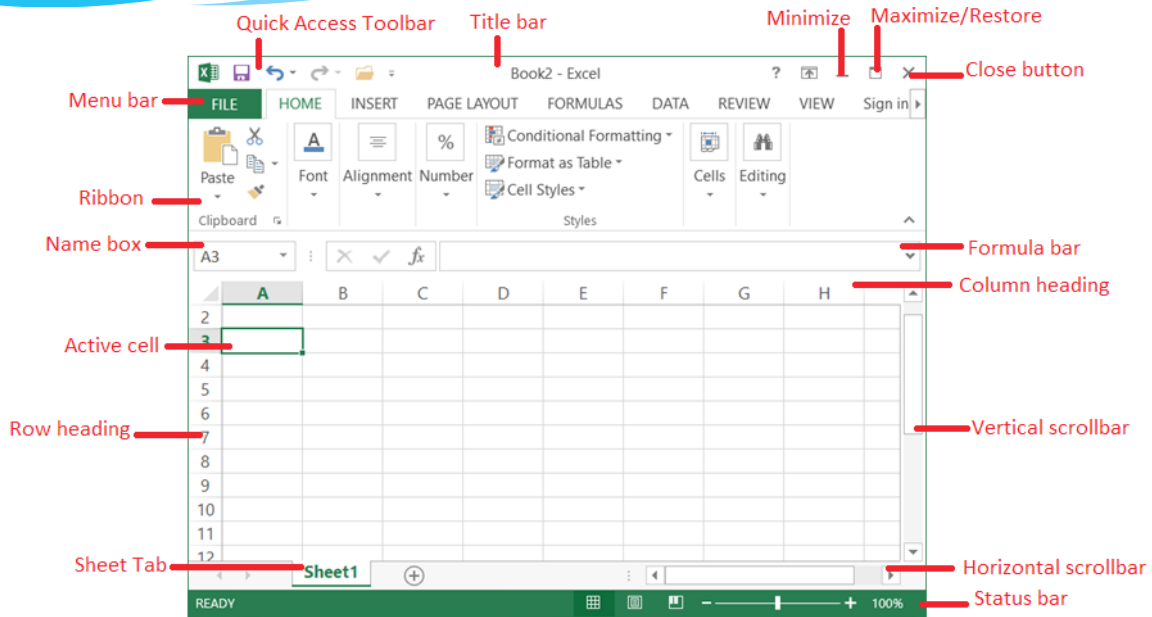 Quick Access Toolbar
Title bar
Minimize
Maximize/Restore
Book2 - Excel
?
Close button
Menu bar
FILE HOME INSERT PAGE LAYOUT FORMULAS DATA REVIEW VIEW Sign in
Paste
A
Font
Alignment
%
Number
Conditional Formatting
Format as Table
Cell Styles
Cells
Editing
Ribbon
Clipboard
Styles
Name box
A3
fx
Formula bar
Column heading
A B C D E F G H
2
3
Active cell
4
5
6
Row heading
7
Vertical scrollbar
8
9
10
11
12
Sheet Tab
Sheet1
Horizontal scrollbar
READY
100%
Status bar